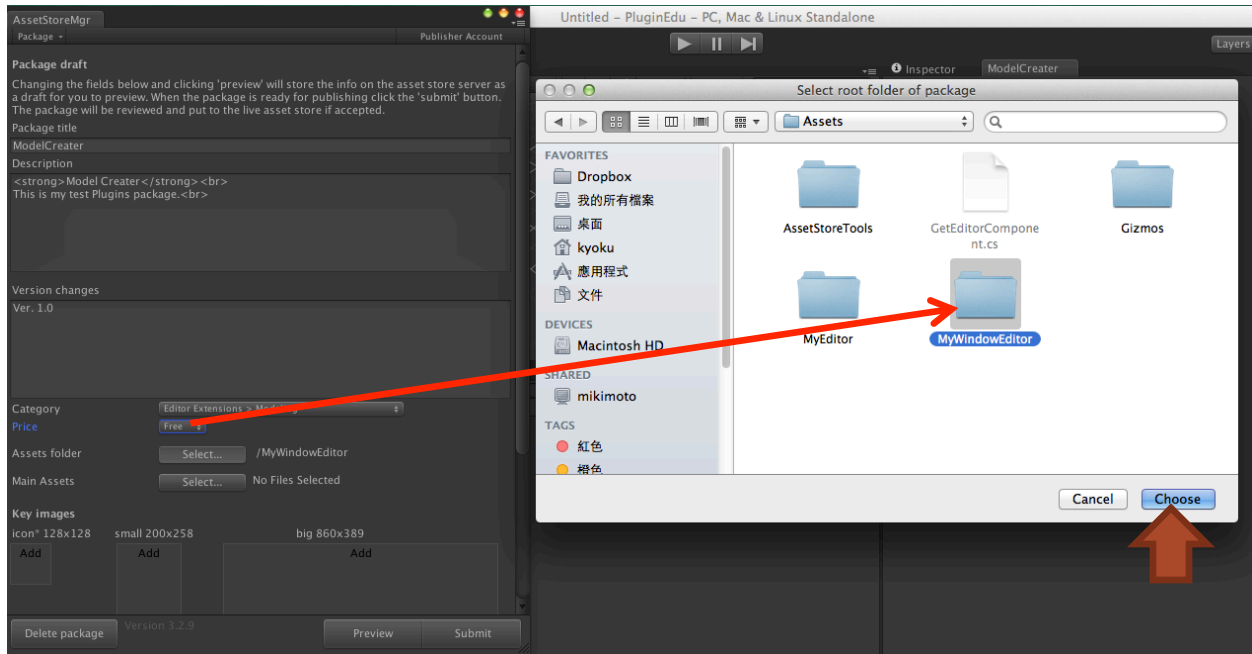 AssetStoreMgr
Package
Publisher Account
Package draft
Changing the fields below and clicking 'preview' will store the info on the asset store server as
a draft for you to preview. When the package is ready for publishing click the 'submit' button.
The package will be reviewed and put to the live asset store if accepted.
Package title
ModelCreater
Description
<strong>Model Creater</strong><br>
This is my test Plugins package.<br>
Version changes
Ver. 1.0
Category
Editor Extensions > Modeling
Price
Free
Assets folder
Select...
/MyWindowEditor
Main Assets
Select...
No Files Selected
Key images
icon* 128x128
small 200x258
big 860x389
Add
Add
Add
Delete package
Version 3.2.9
Preview
Submit
Untitled – PluginEdu – PC, Mac & Linux Standalone
Layers
Inspector
ModelCreater
Select root folder of package
Assets
FAVORITES
Dropbox
我的所有檔案
桌面
kyoku
應用程式
文件
DEVICES
Macintosh HD
SHARED
mikimoto
TAGS
紅色
橙色
AssetStoreTools
GetEditorCompone
nt.cs
Gizmos
MyEditor
MyWindowEditor
Cancel
Choose